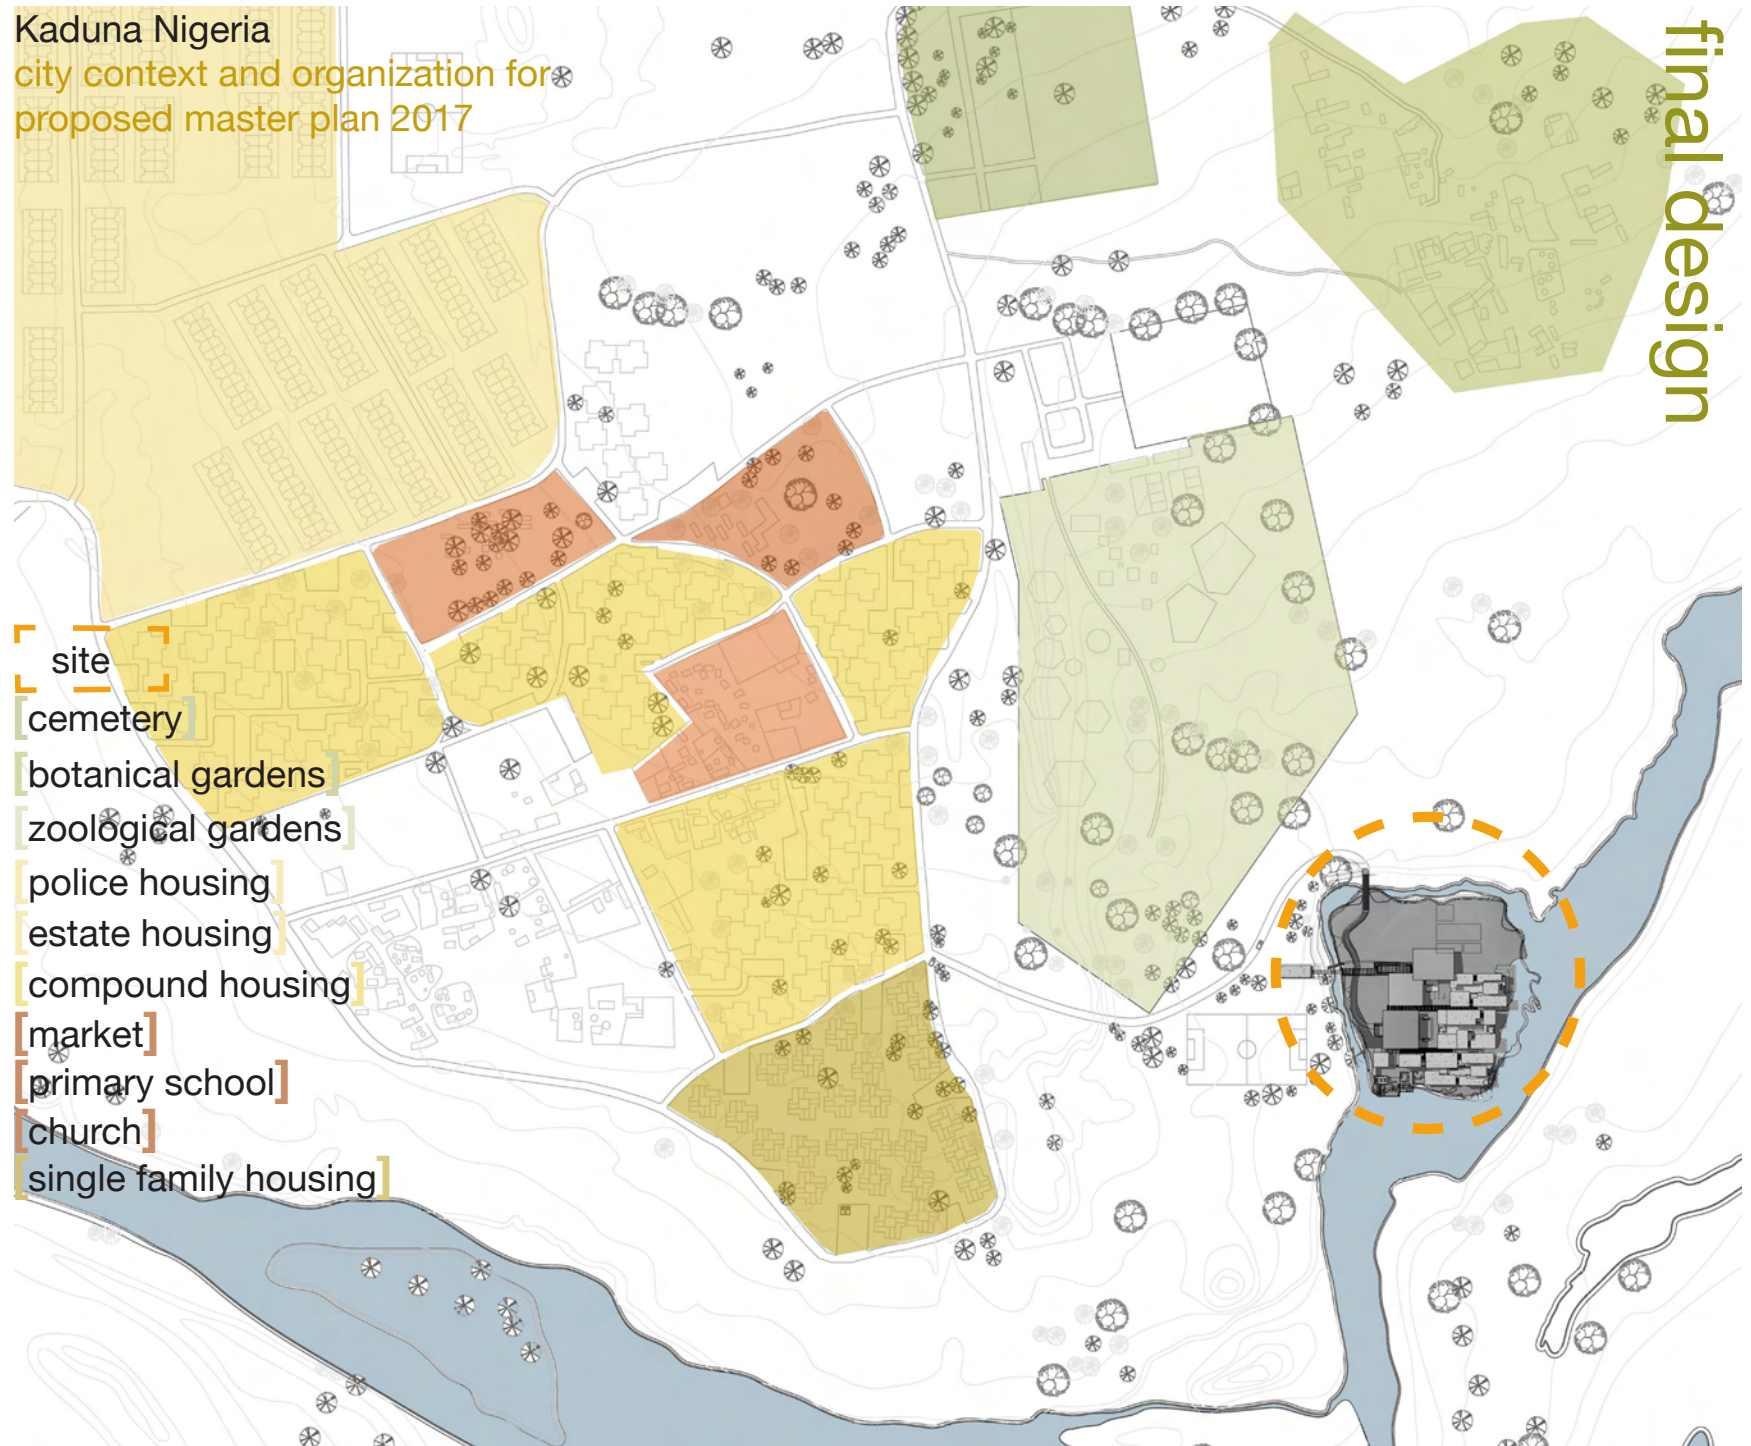 Kaduna Nigeria
city context and organization for
proposed master plan 2017
final design
site
[cemetery]
[botanical gardens]
[zoological gardens]
[police housing]
[estate housing]
[compound housing]
[market]
[primary school]
[church]
[single family housing]